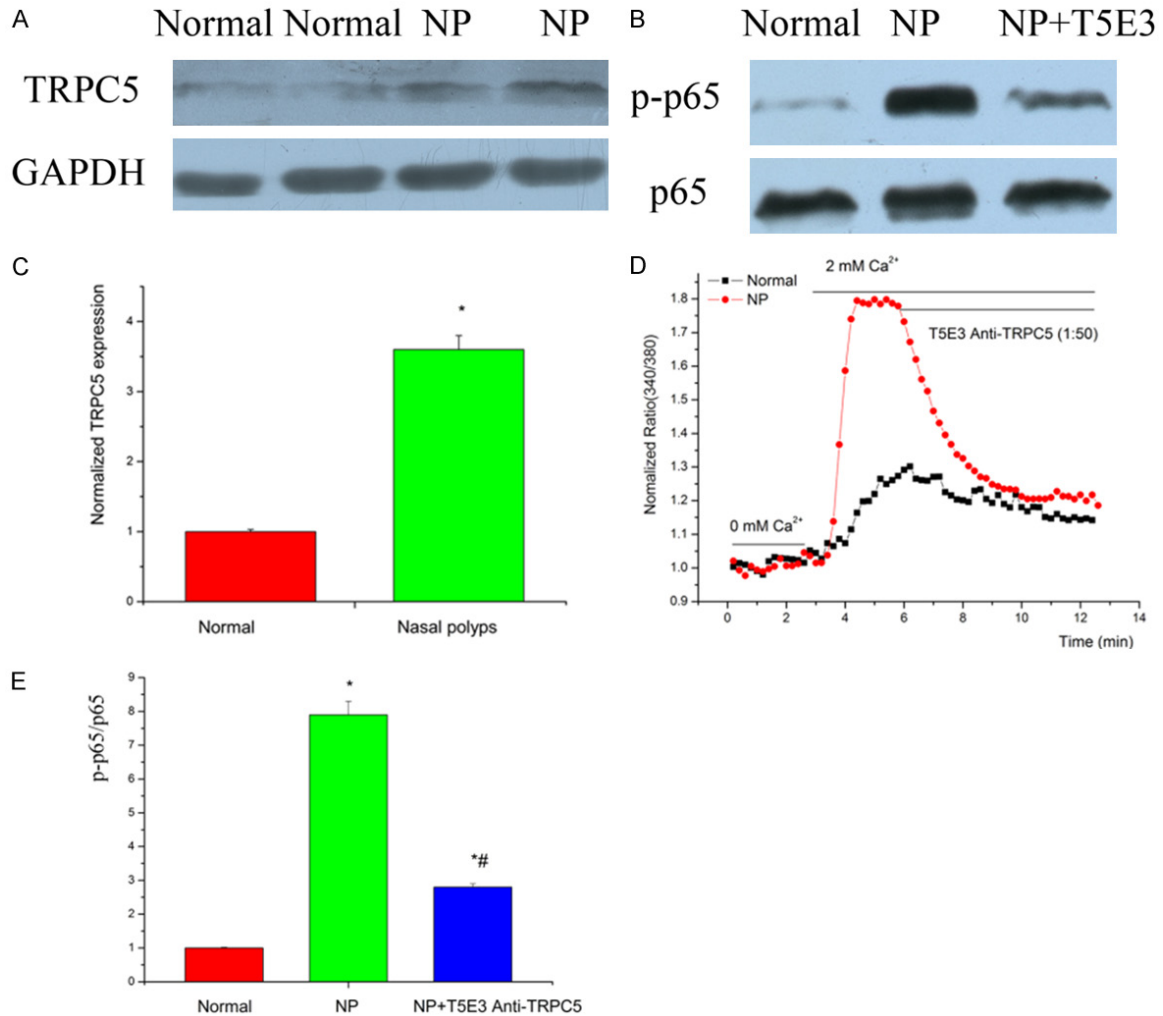 A
Normal Normal NP NP
TRPC5
GAPDH
B
Normal NP NP+T5E3
p-p65
p65
C
Normalized TRPC5 expression
4
3
2
1
0
Normal Nasal polyps
*
D
Nomalized Ratio(340/380)
1.8
1.7
1.6
1.5
1.4
1.3
1.2
1.1
1.0
0.9
Normal
NP
2 mM Ca²⁺
T5E3 Anti-TRPC5 (1:50)
0 mM Ca²⁺
0 2 4 6 8 10 12 14
Time (min)
E
p-p65/p65
9
8
7
6
5
4
3
2
1
0
*
*#
Normal NP NP+T5E3 Anti-TRPC5